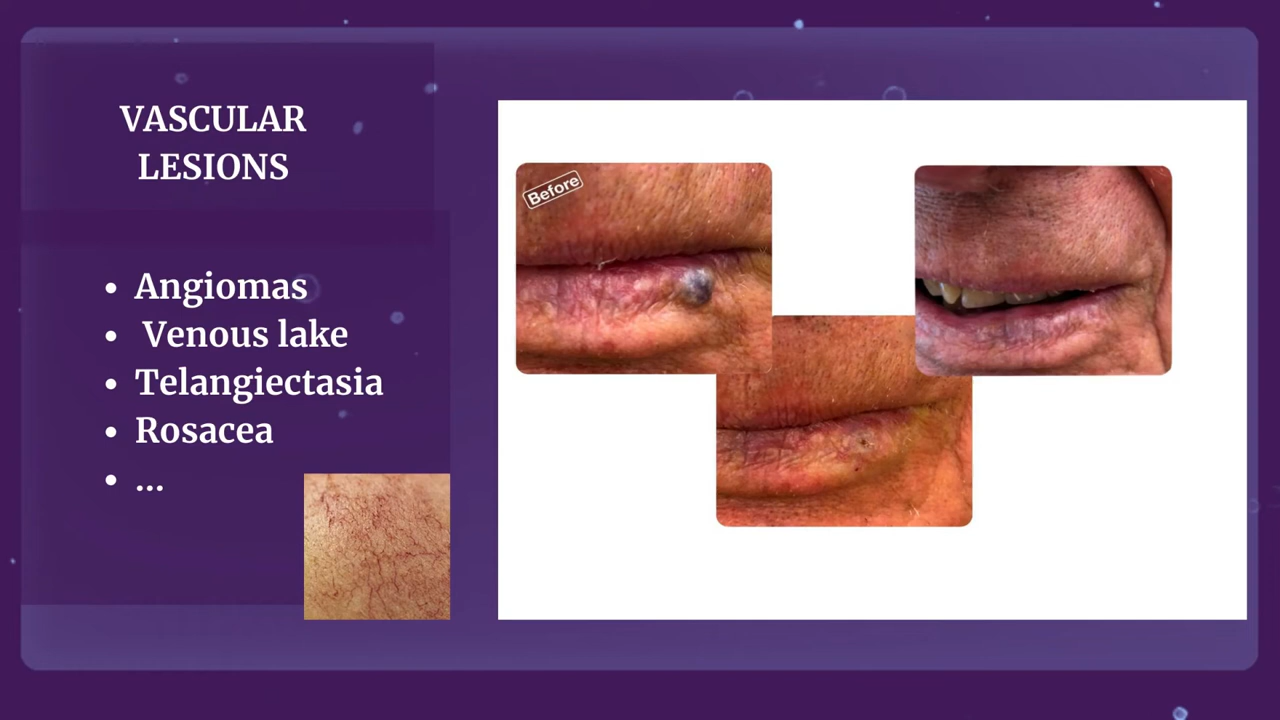 VASCULAR
LESIONS
• Angiomas
• Venous lake
• Telangiectasia
• Rosacea
• ...
Before